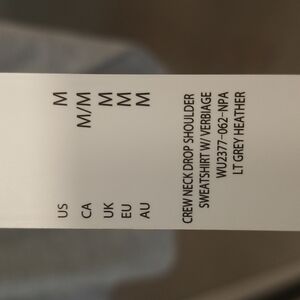 US M
CA M/M
UK M
EU M
AU M
CREW NECK DROP SHOULDER
SWEATSHIRT W/ VERBIAGE
WU2377-062-NPA
LT GREY HEATHER